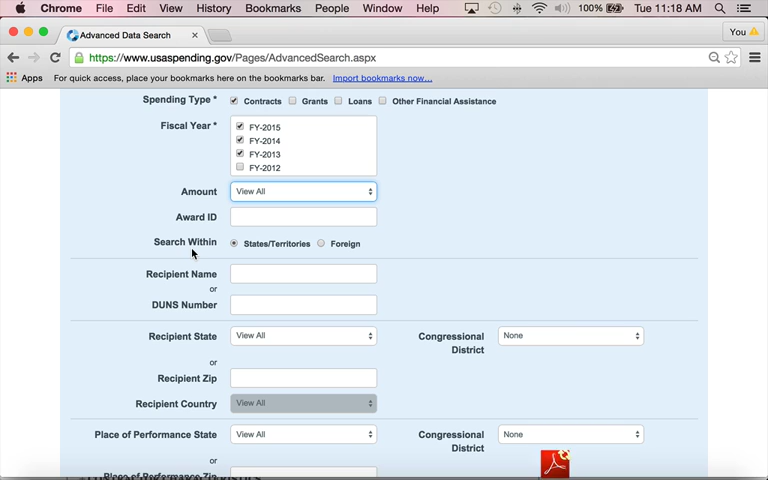 Chrome File Edit View History Bookmarks People Window Help 100% Tue 11:18 AM
Advanced Data Search × You
https://www.usaspending.gov/Pages/AdvancedSearch.aspx
Apps For quick access, place your bookmarks here on the bookmarks bar. Import bookmarks now...
Spending Type * Contracts Grants Loans Other Financial Assistance
Fiscal Year * FY-2015
FY-2014
FY-2013
FY-2012
Amount View All
Award ID
Search Within States/Territories Foreign
Recipient Name
or
DUNS Number
Recipient State View All Congressional District None
or
Recipient Zip
Recipient Country View All
Place of Performance State View All Congressional District None
or
Place of Performance Zip